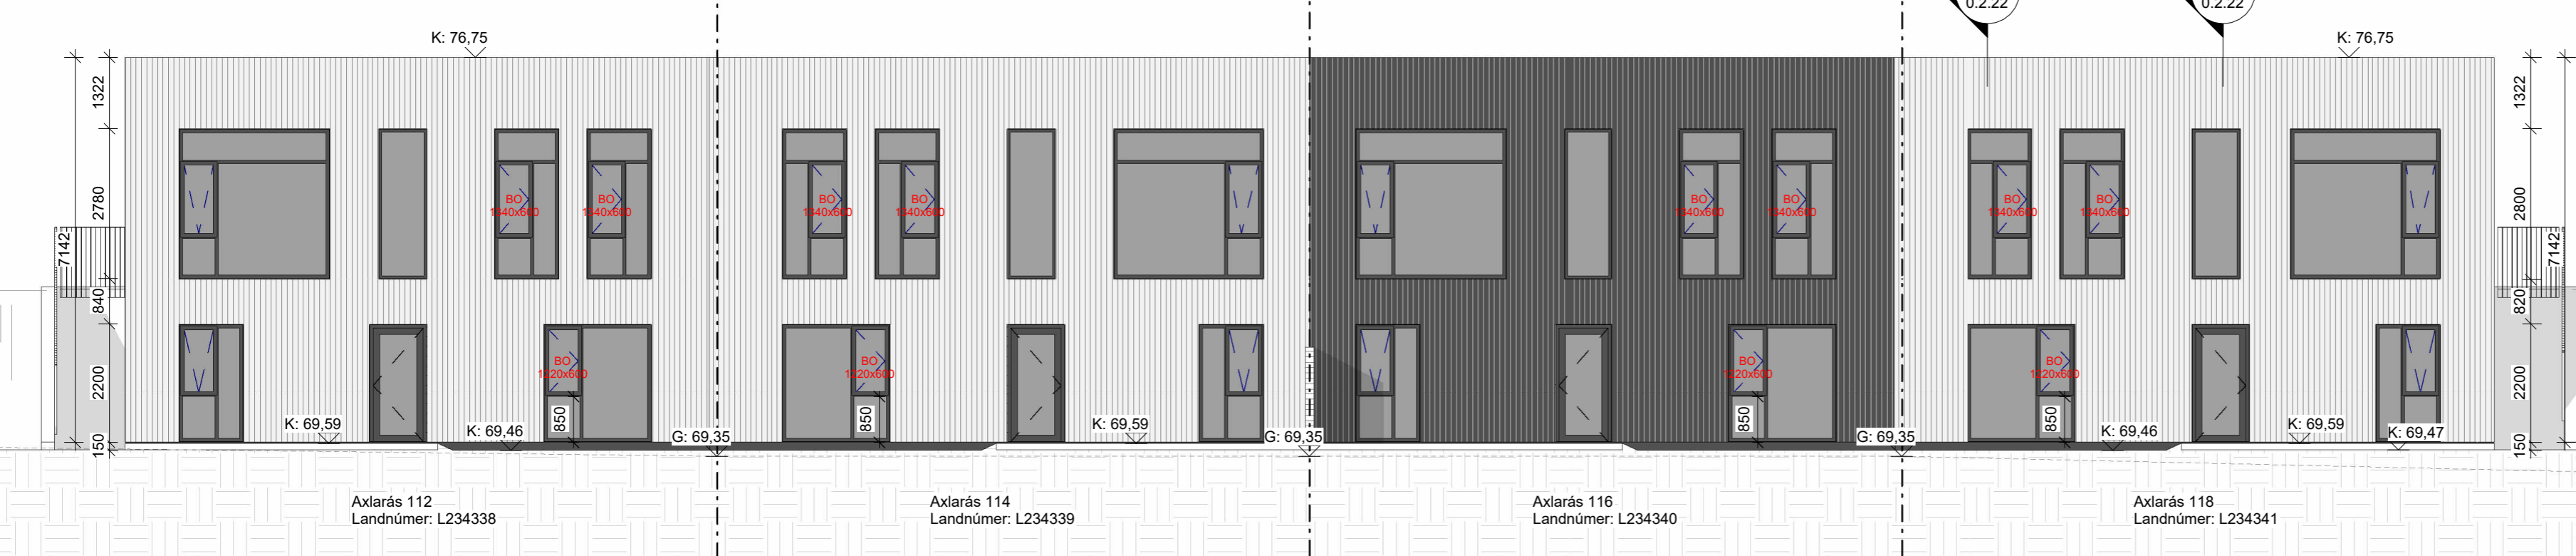 0.2.22
0.2.22
K: 76,75
K: 76,75
1322
2780
7142
840
2200
150
1322
2800
7142
820
2200
150
BO
1340x600
BO
1340x600
BO
1340x600
BO
1340x600
BO
1340x600
BO
1340x600
BO
1340x600
BO
1340x600
BO
1220x600
BO
1220x600
BO
1220x600
BO
1220x600
850
850
850
850
K: 69,59
K: 69,46
G: 69,35
K: 69,59
G: 69,35
G: 69,35
K: 69,46
K: 69,59
K: 69,47
Axlarás 112
Landnúmer: L234338
Axlarás 114
Landnúmer: L234339
Axlarás 116
Landnúmer: L234340
Axlarás 118
Landnúmer: L234341